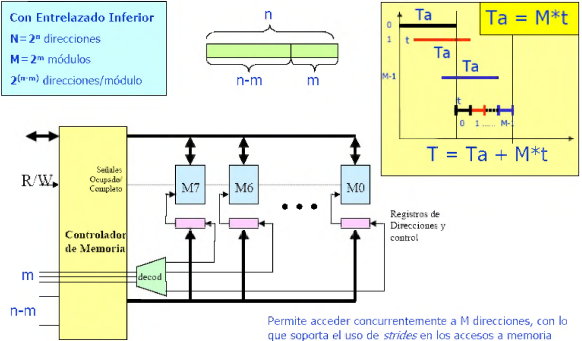 Con Entrelazado Inferior
N=2ⁿ direcciones
M=2ᵐ módulos
2⁽ⁿ⁻ᵐ⁾ direcciones/módulo
n
n-m
m
Ta = M*t
0
Ta
1
t
Ta
Ta
M-1
t
0 1 ...... M-1
T = Ta + M*t
R/W
Señales
Ocupado/
Completo
M7
M6
M0
Controlador
de Memoria
Registros de
Direcciones y
control
m
decod
n-m
Permite acceder concurrentemente a M direcciones, con lo
que soporta el uso de strides en los accesos a memoria